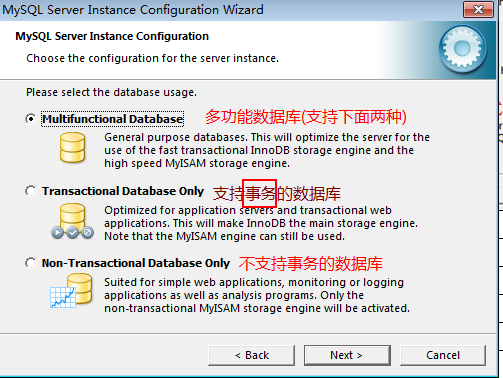 MySQL Server Instance Configuration Wizard
MySQL Server Instance Configuration
Choose the configuration for the server instance.
Please select the database usage.
Multifunctional Database 多功能数据库(支持下面两种)
General purpose databases. This will optimize the server for the
use of the fast transactional InnoDB storage engine and the
high speed MyISAM storage engine.
Transactional Database Only 支持事务的数据库
Optimized for application servers and transactional web
applications. This will make InnoDB the main storage engine.
Note that the MyISAM engine can still be used.
Non-Transactional Database Only 不支持事务的数据库
Suited for simple web applications, monitoring or logging
applications as well as analysis programs. Only the
non-transactional MyISAM storage engine will be activated.
< Back
Next >
Cancel